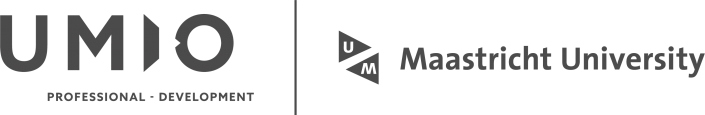 UMIO
PROFESSIONAL - DEVELOPMENT
UM
Maastricht University